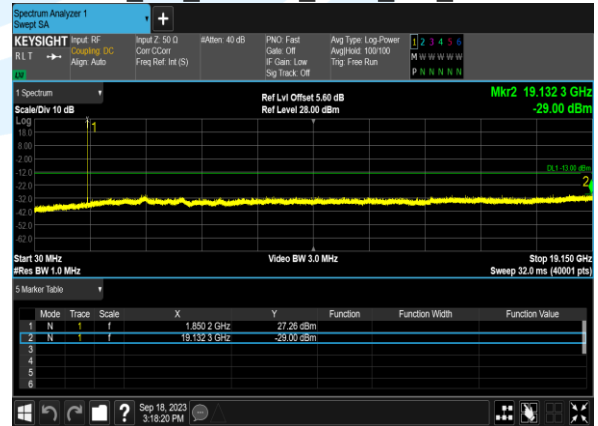 Spectrum Analyzer 1
Swept SA
+
KEYSIGHT Input: RF Input Z: 50 Ω #Atten: 40 dB PNO: Fast Avg Type: Log-Power 1 2 3 4 5 6
RLT Coupling: DC Corr CCorr Gate: Off Avg|Hold: 100/100 M W W W W W
Align: Auto Freq Ref: Int (S) IF Gain: Low Trig: Free Run
Sig Track: Off P N N N N N
1 Spectrum Ref Lvl Offset 5.60 dB Mkr2 19.132 3 GHz
Scale/Div 10 dB Ref Level 28.00 dBm -29.00 dBm
Log
1
18.0
8.00
-2.00
-12.0 DL1 -13.00 dBm
-22.0 2
-32.0
-42.0
-52.0
-62.0
Start 30 MHz Video BW 3.0 MHz Stop 19.150 GHz
#Res BW 1.0 MHz Sweep 32.0 ms (40001 pts)
5 Marker Table
Mode Trace Scale X Y Function Function Width Function Value
1 N 1 f 1.850 2 GHz 27.26 dBm
2 N 1 f 19.132 3 GHz -29.00 dBm
3
4
5
6
? Sep 18, 2023
3:18:20 PM